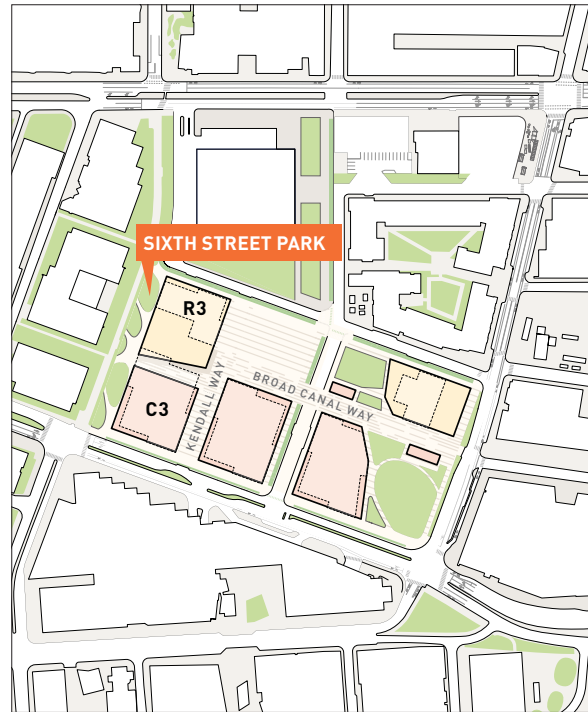 SIXTH STREET PARK
R3
C3
KENDALL WAY
BROAD CANAL WAY